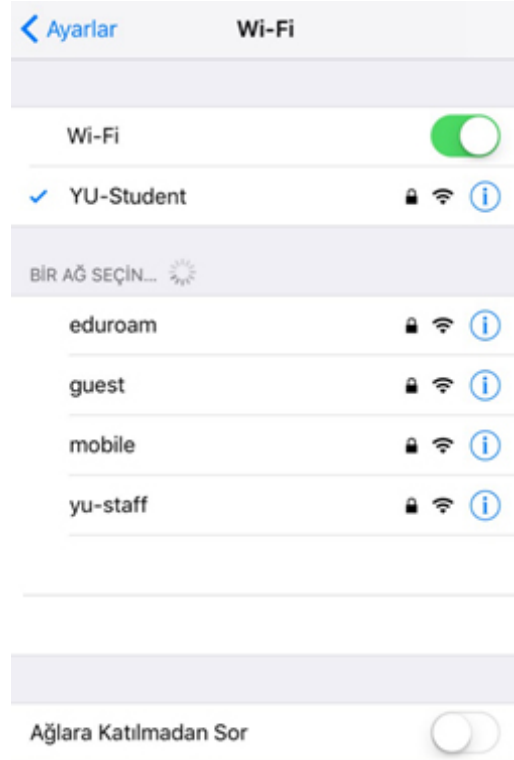 Ayarlar Wi-Fi
Wi-Fi
YU-Student
BİR AĞ SEÇİN...
eduroam
guest
mobile
yu-staff
Ağlara Katılmadan Sor